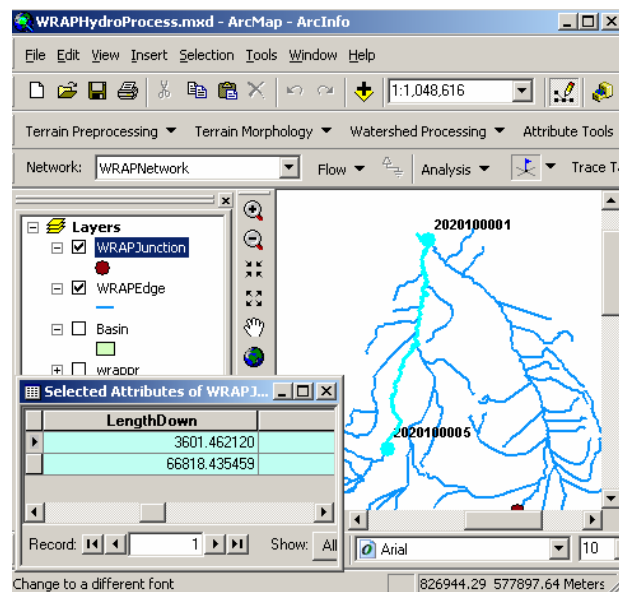 WRAPHydroProcess.mxd - ArcMap - ArcInfo
File Edit View Insert Selection Tools Window Help
1:1,048,616
Terrain Preprocessing Terrain Morphology Watershed Processing Attribute Tools
Network: WRAPNetwork Flow Analysis Trace Ta
Layers
WRAPJunction
WRAPEdge
Basin
wrappr
2020100001
2020100005
Selected Attributes of WRAPJ...
LengthDown
3601.462120
66818.435459
Record: 1 Show: All
Arial 10
Change to a different font 826944.29 577897.64 Meters